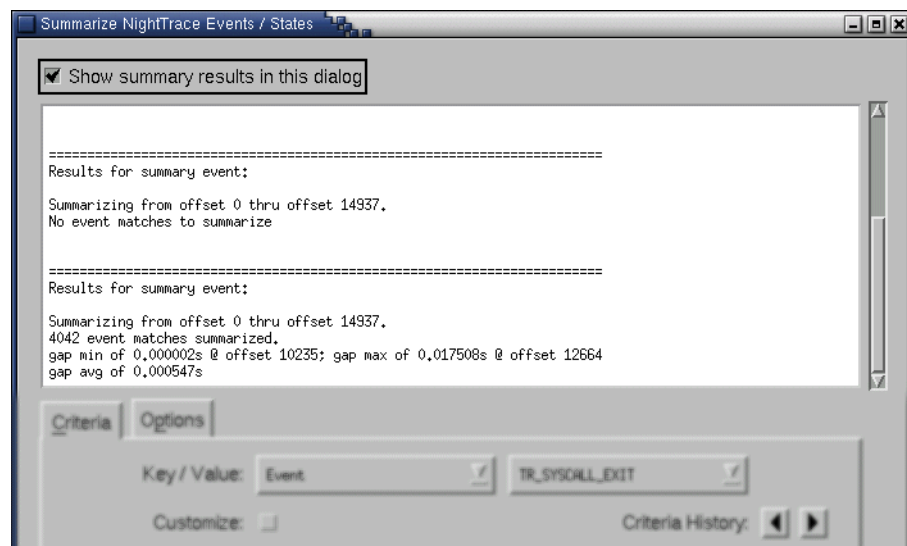 Summarize NightTrace Events / States
Show summary results in this dialog
========================================================================
Results for summary event:
Summarizing from offset 0 thru offset 14937.
No event matches to summarize
========================================================================
Results for summary event:
Summarizing from offset 0 thru offset 14937.
4042 event matches summarized.
gap min of 0.000002s @ offset 10235; gap max of 0.017508s @ offset 12664
gap avg of 0.000547s
Criteria Options
Key / Value: Event TR_SYSCALL_EXIT
Customize: Criteria History: